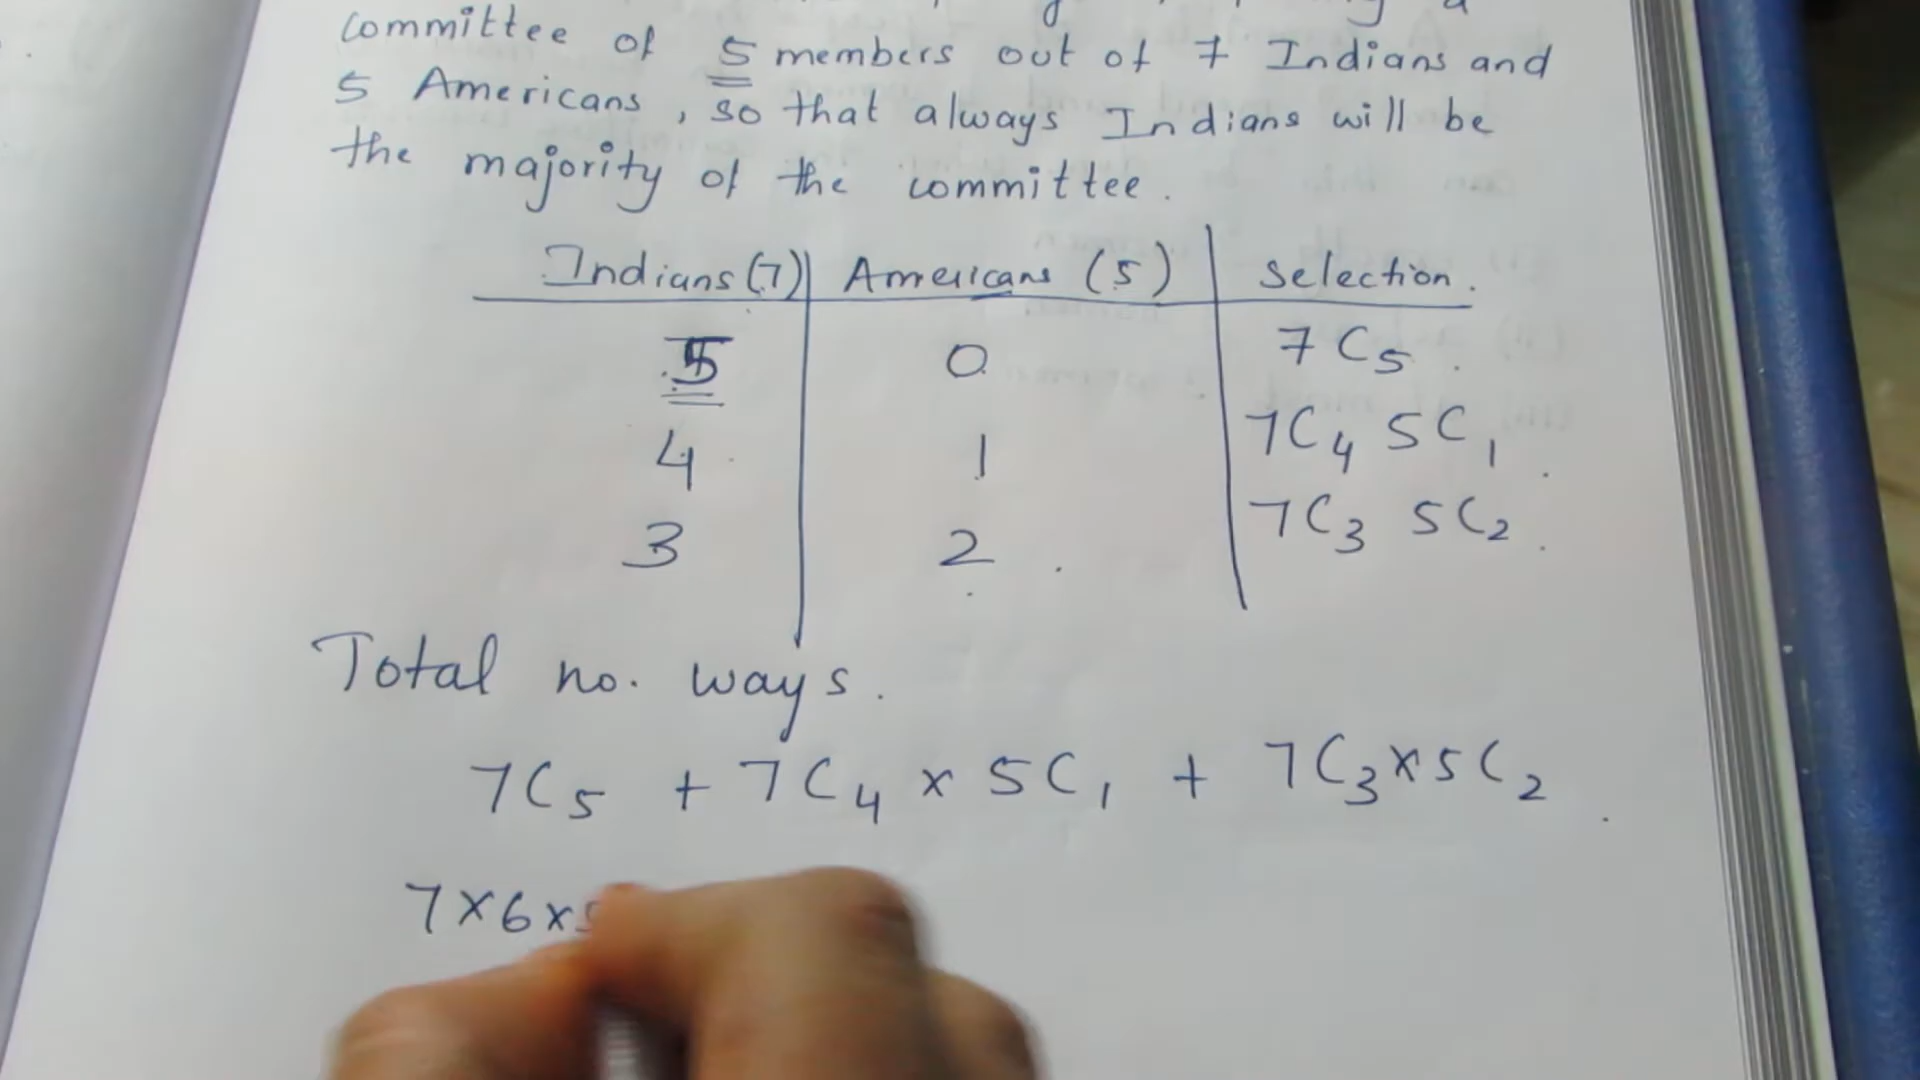 committee of 5 members out of 7 Indians and
5 Americans, so that always Indians will be
the majority of the committee.
Indians (7) Americans (5) Selection.
5 0 7C5
4 1 7C4 5C1
3 2 7C3 5C2
Total no. ways.
7C5 + 7C4 x 5C1 + 7C3 x 5C2
7x6x5